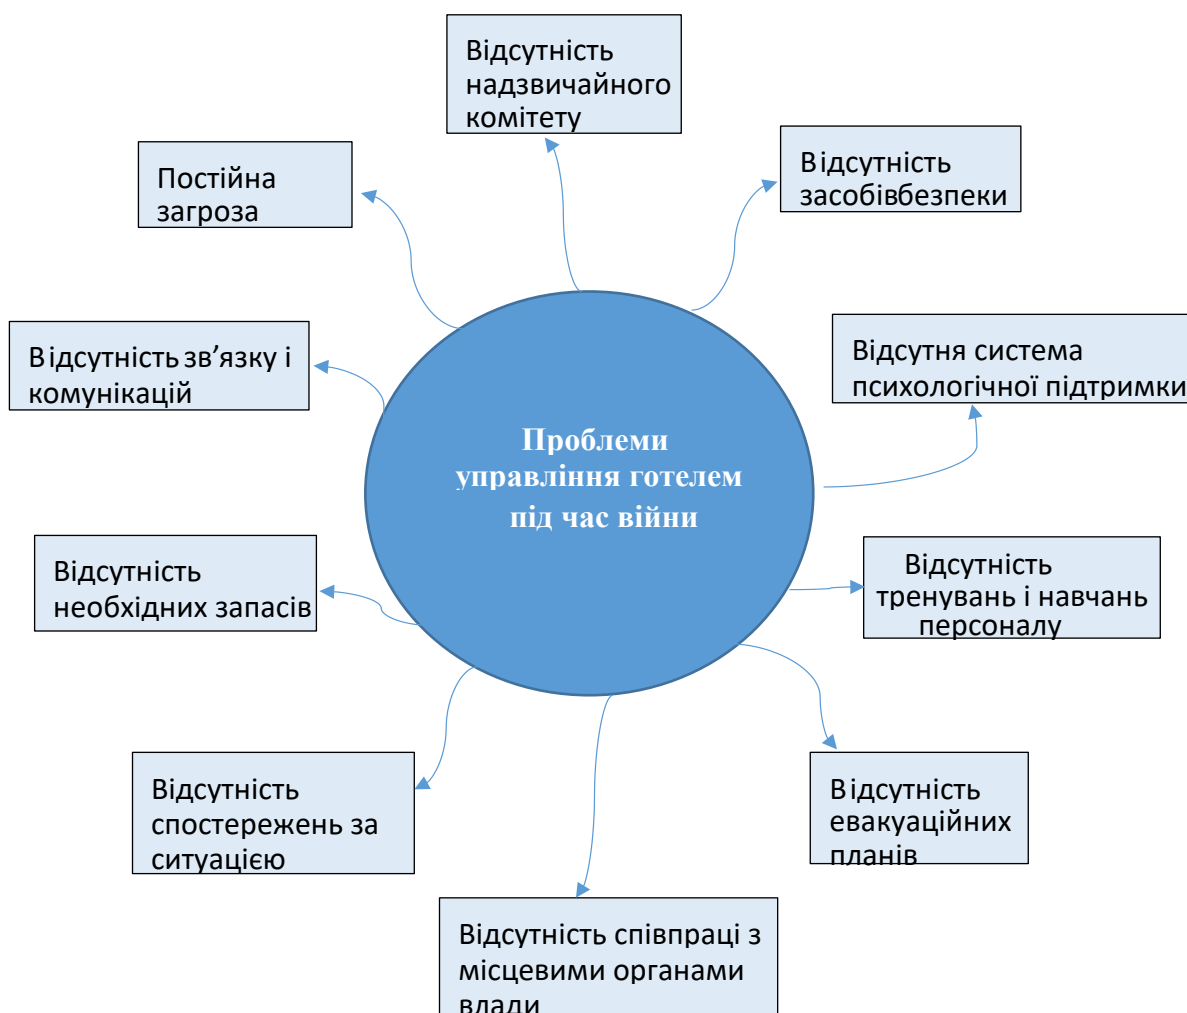 Відсутність
надзвичайного
комітету
Відсутність
засобівбезпеки
Постійна
загроза
Відсутність зв’язку і
комунікацій
Відсутня система
психологічної підтримки
Проблеми
управління готелем
під час війни
Відсутність
необхідних запасів
Відсутність
тренувань і навчань
персоналу
Відсутність
спостережень за
ситуацією
Відсутність
евакуаційних
планів
Відсутність співпраці з
місцевими органами
влади